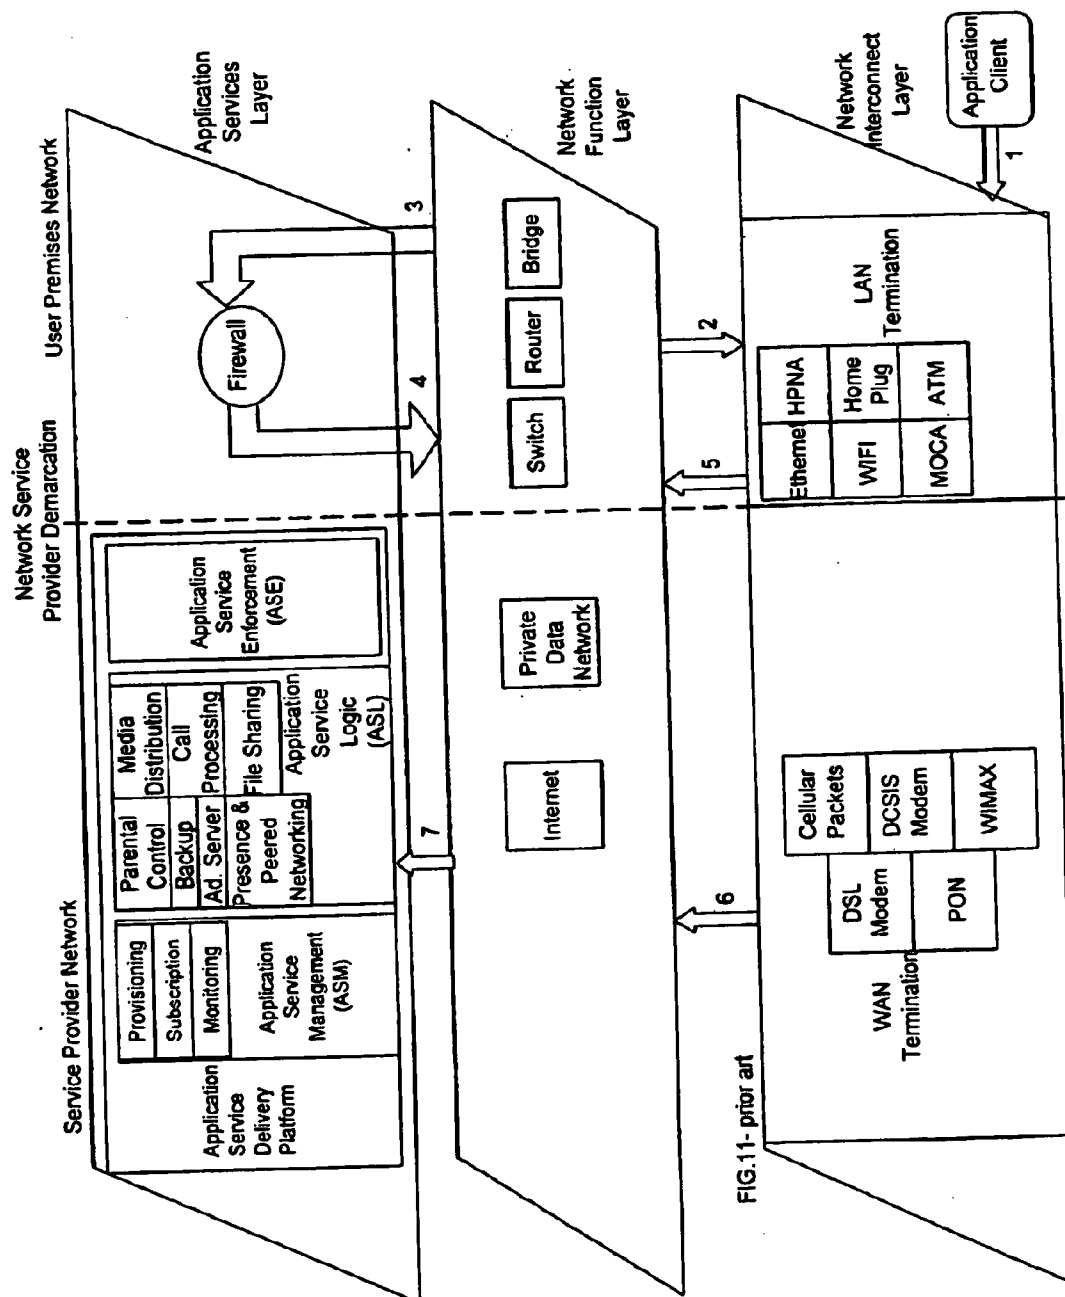 Network Service
Provider Demarcation
Service Provider Network
User Premises Network
Application
Services
Layer
Application
Service
Delivery
Platform
Provisioning
Subscription
Monitoring
Application
Service
Management
(ASM)
Parental
Control
Backup
Ad. Server
Presence &
Peered
Networking
Media
Distribution
Call
Processing
File Sharing
Application
Service
Logic
(ASL)
Application
Service
Enforcement
(ASE)
Firewall
3
4
7
Network
Function
Layer
Internet
Private
Data
Network
Switch
Router
Bridge
6
5
2
Network
Interconnect
Layer
WAN
Termination
DSL
Modem
PON
Cellular
Packets
DCSIS
Modem
WIMAX
Ethernet
WIFI
MOCA
HPNA
Home
Plug
ATM
LAN
Termination
1
Application
Client
FIG.11- prior art